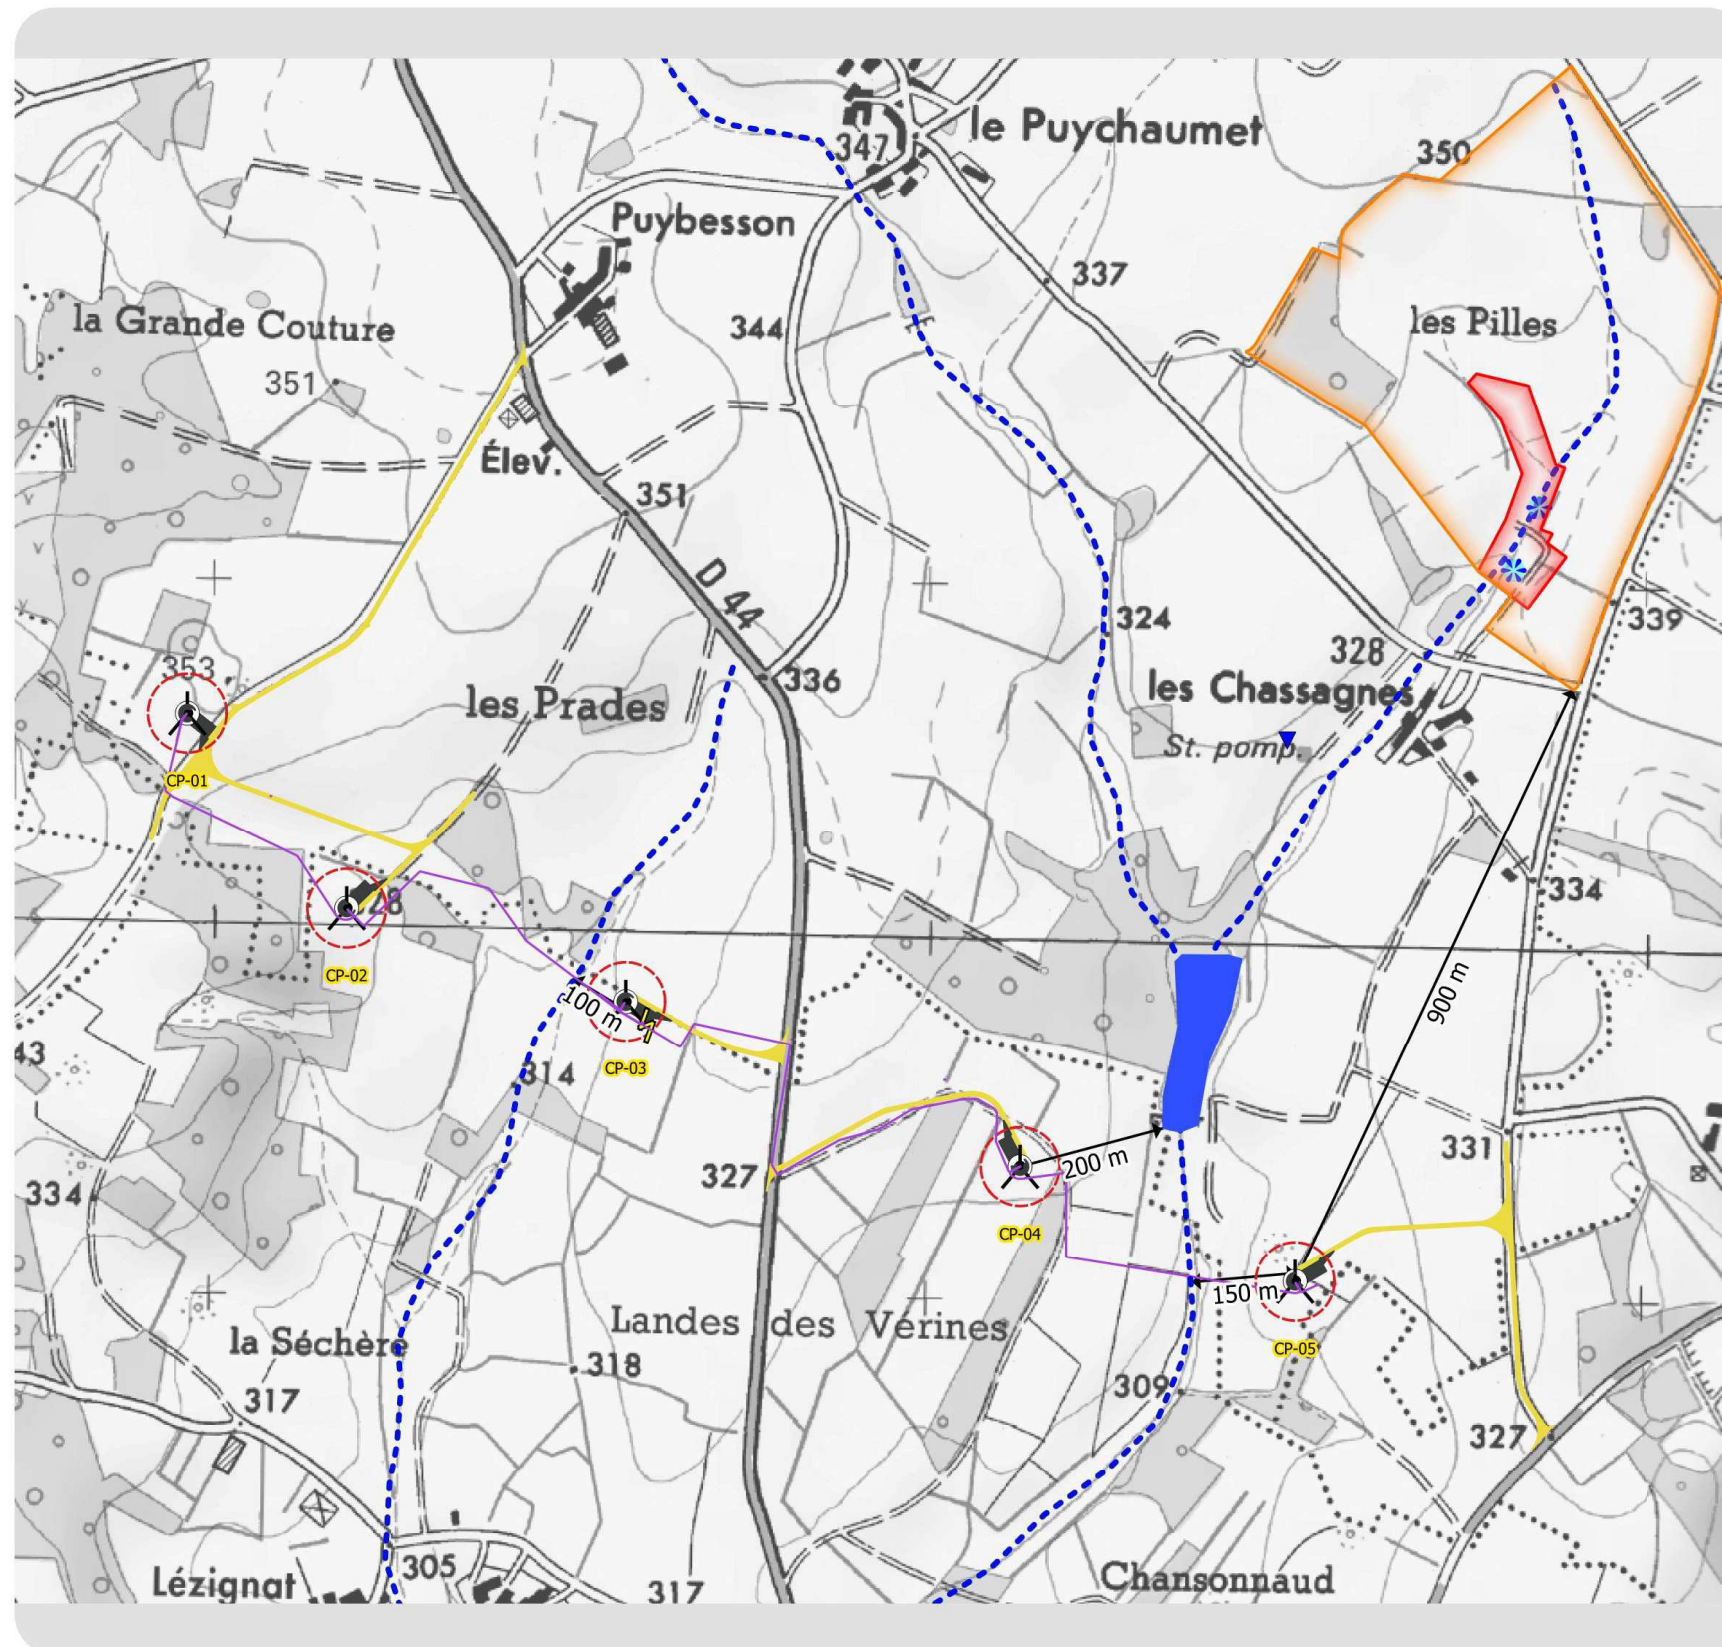 le Puychaumet
347
350
Puybesson
337
la Grande Couture
344
les Pilles
351
Élev.
351
D 44
324
339
353
328
336
les Prades
les Chassagnes
St. pomp.
CP-01
334
28
CP-02
900 m
100 m
43
CP-03
314
331
327
200 m
334
CP-04
150 m
Landes des Vérines
la Séchère
CP-05
318
309
317
327
305
Lézignat
317
Chansonnaud